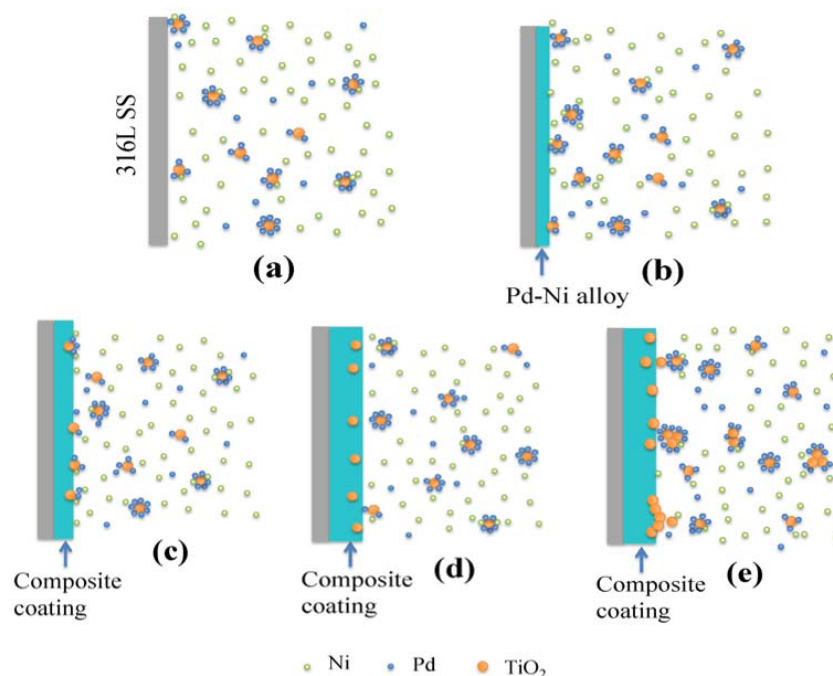 316L SS
(a)
(b)
Pd-Ni alloy
(c)
(d)
(e)
Composite
coating
Composite
coating
Composite
coating
Ni Pd TiO₂